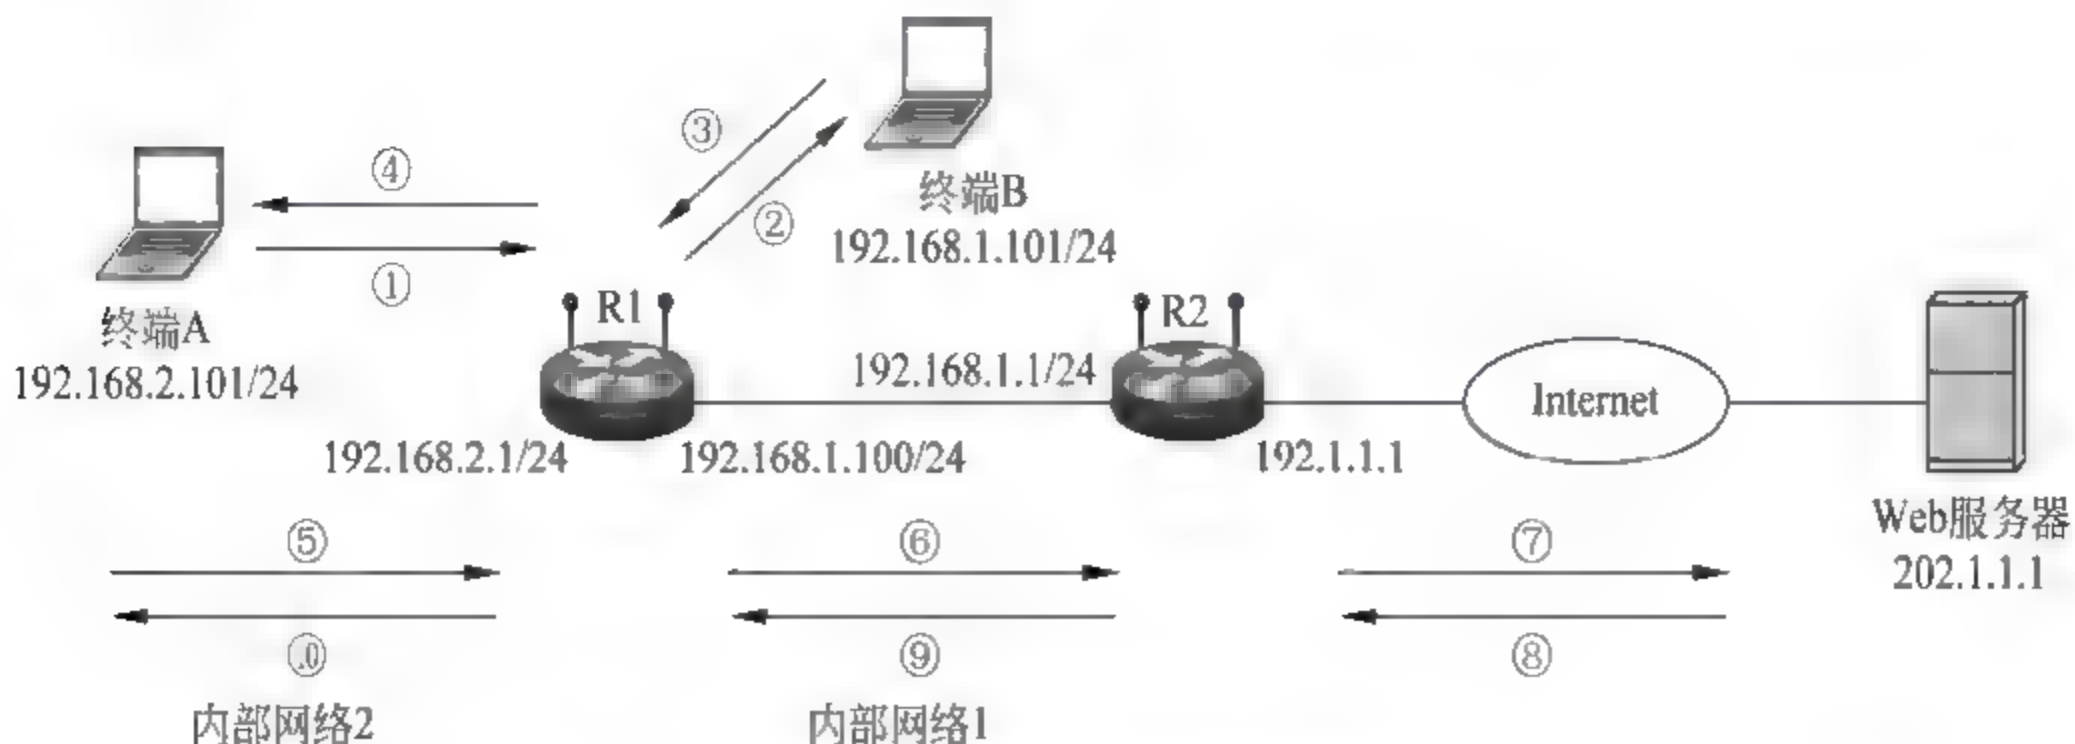 ③
④
终端B
②
192.168.1.101/24
①
终端A
R1
R2
192.168.2.101/24
192.168.1.1/24
Internet
192.168.2.1/24
192.168.1.100/24
192.1.1.1
Web服务器
202.1.1.1
⑤
⑥
⑦
⑩
⑨
⑧
内部网络2
内部网络1